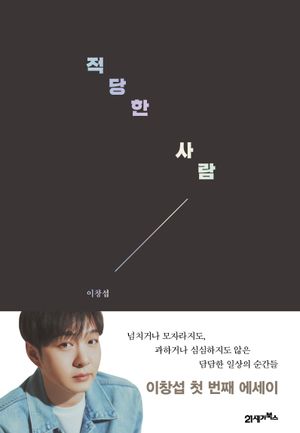 적당한
사람
이창섭
넘치거나 모자라지도,
과하거나 심심하지도 않은
담담한 일상의 순간들
이창섭 첫 번째 에세이
21세기북스